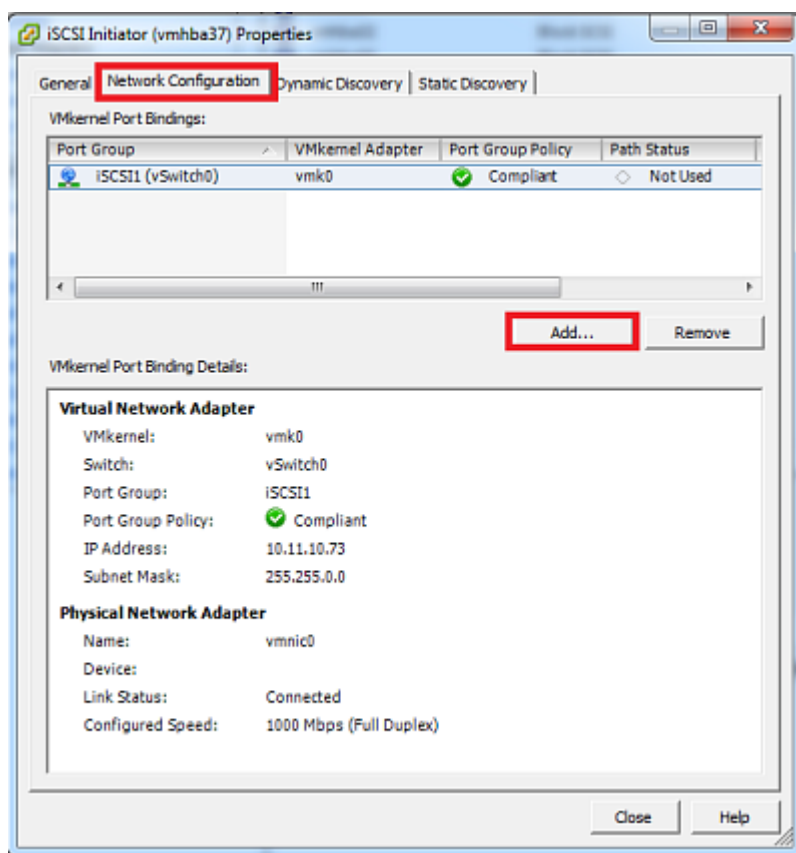 iSCSI Initiator (vmhba37) Properties
General Network Configuration Dynamic Discovery Static Discovery
VMkernel Port Bindings:
Port Group VMkernel Adapter Port Group Policy Path Status
iSCSI1 (vSwitch0) vmk0 Compliant Not Used
Add... Remove
VMkernel Port Binding Details:
Virtual Network Adapter
VMkernel: vmk0
Switch: vSwitch0
Port Group: iSCSI1
Port Group Policy: Compliant
IP Address: 10.11.10.73
Subnet Mask: 255.255.0.0
Physical Network Adapter
Name: vmnic0
Device:
Link Status: Connected
Configured Speed: 1000 Mbps (Full Duplex)
Close Help